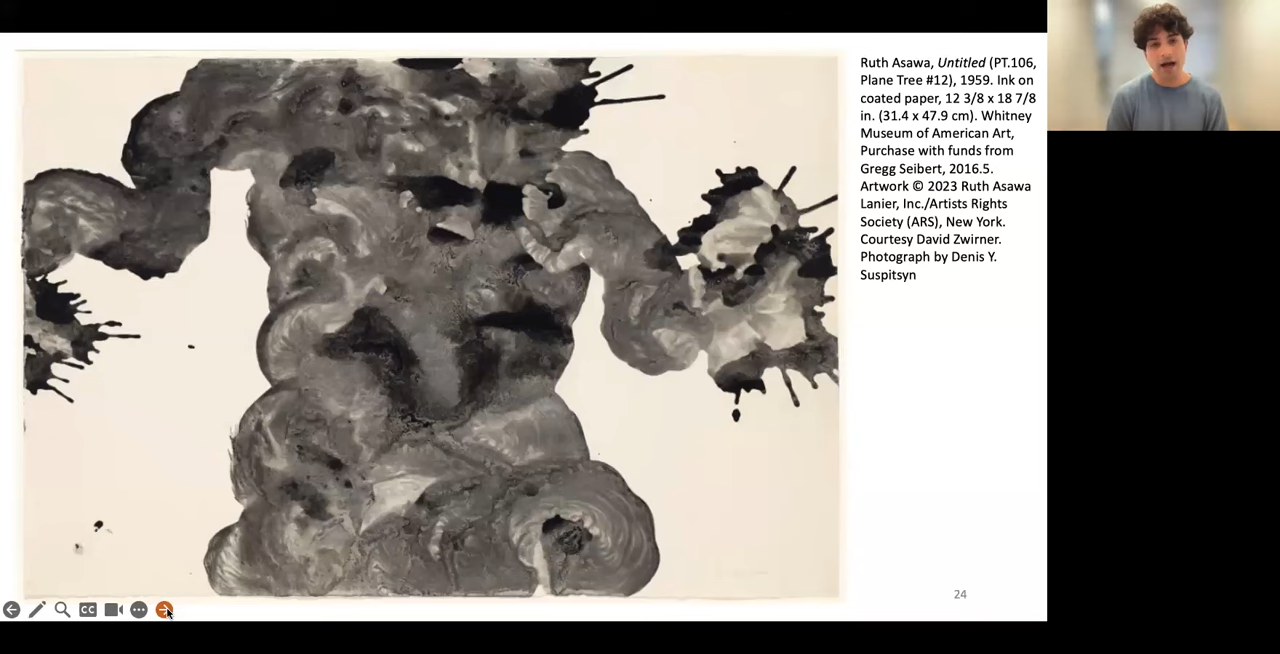 Ruth Asawa, Untitled (PT.106,
Plane Tree #12), 1959. Ink on
coated paper, 12 3/8 x 18 7/8
in. (31.4 x 47.9 cm). Whitney
Museum of American Art,
Purchase with funds from
Gregg Seibert, 2016.5.
Artwork © 2023 Ruth Asawa
Lanier, Inc./Artists Rights
Society (ARS), New York.
Courtesy David Zwirner.
Photograph by Denis Y.
Suspitsyn
24
CC